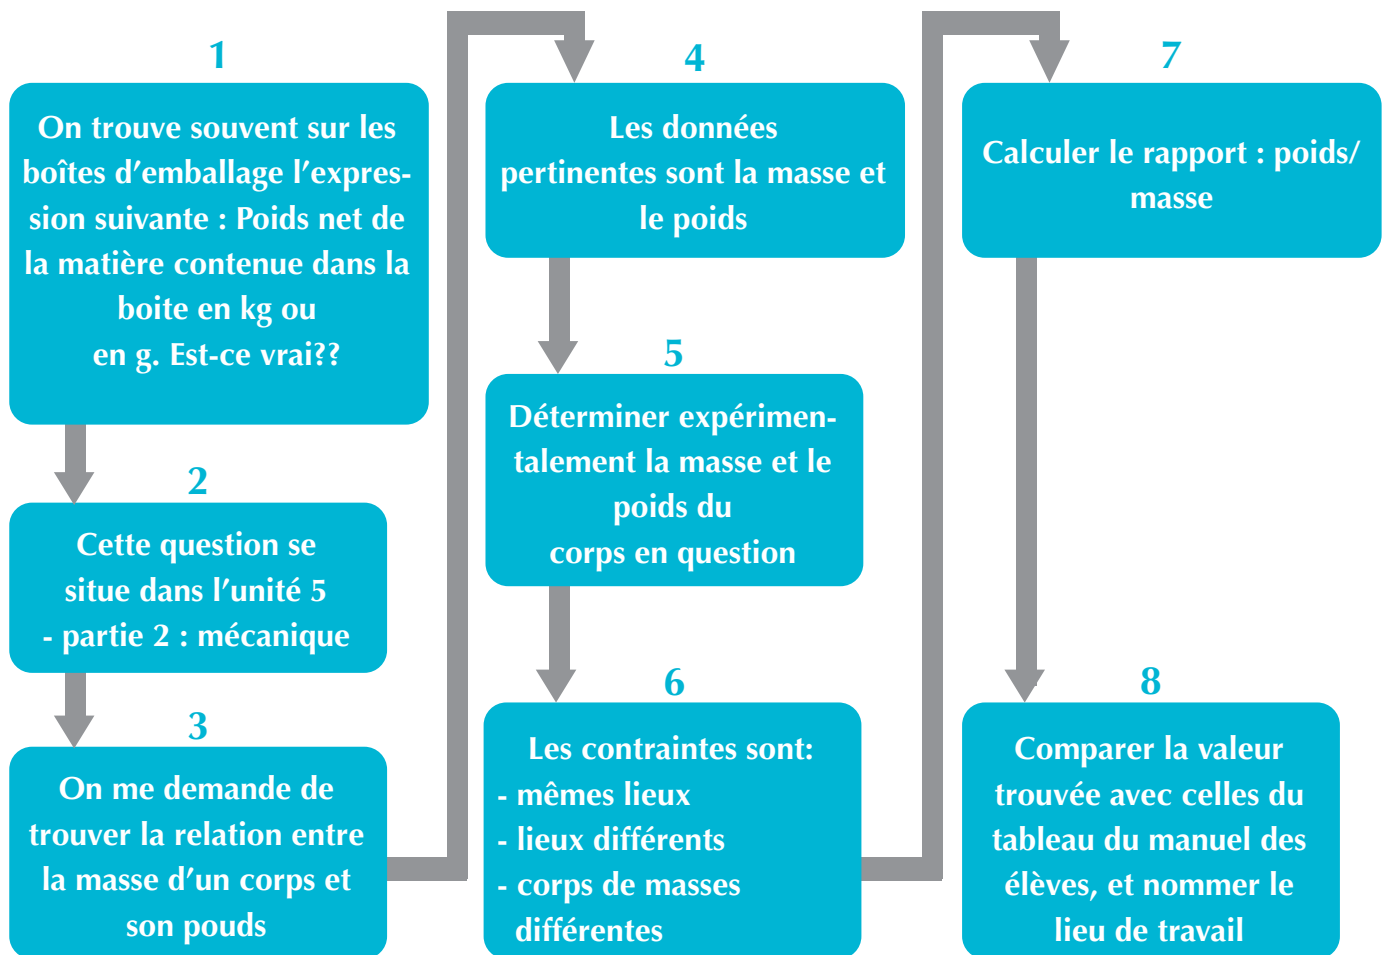 1
On trouve souvent sur les
boîtes d’emballage l’expres-
sion suivante : Poids net de
la matière contenue dans la
boite en kg ou
en g. Est-ce vrai??
2
Cette question se
situe dans l’unité 5
- partie 2 : mécanique
3
On me demande de
trouver la relation entre
la masse d’un corps et
son pouds
4
Les données
pertinentes sont la masse et
le poids
5
Déterminer expérimen-
talement la masse et le
poids du
corps en question
6
Les contraintes sont:
- mêmes lieux
- lieux différents
- corps de masses
différentes
7
Calculer le rapport : poids/
masse
8
Comparer la valeur
trouvée avec celles du
tableau du manuel des
élèves, et nommer le
lieu de travail